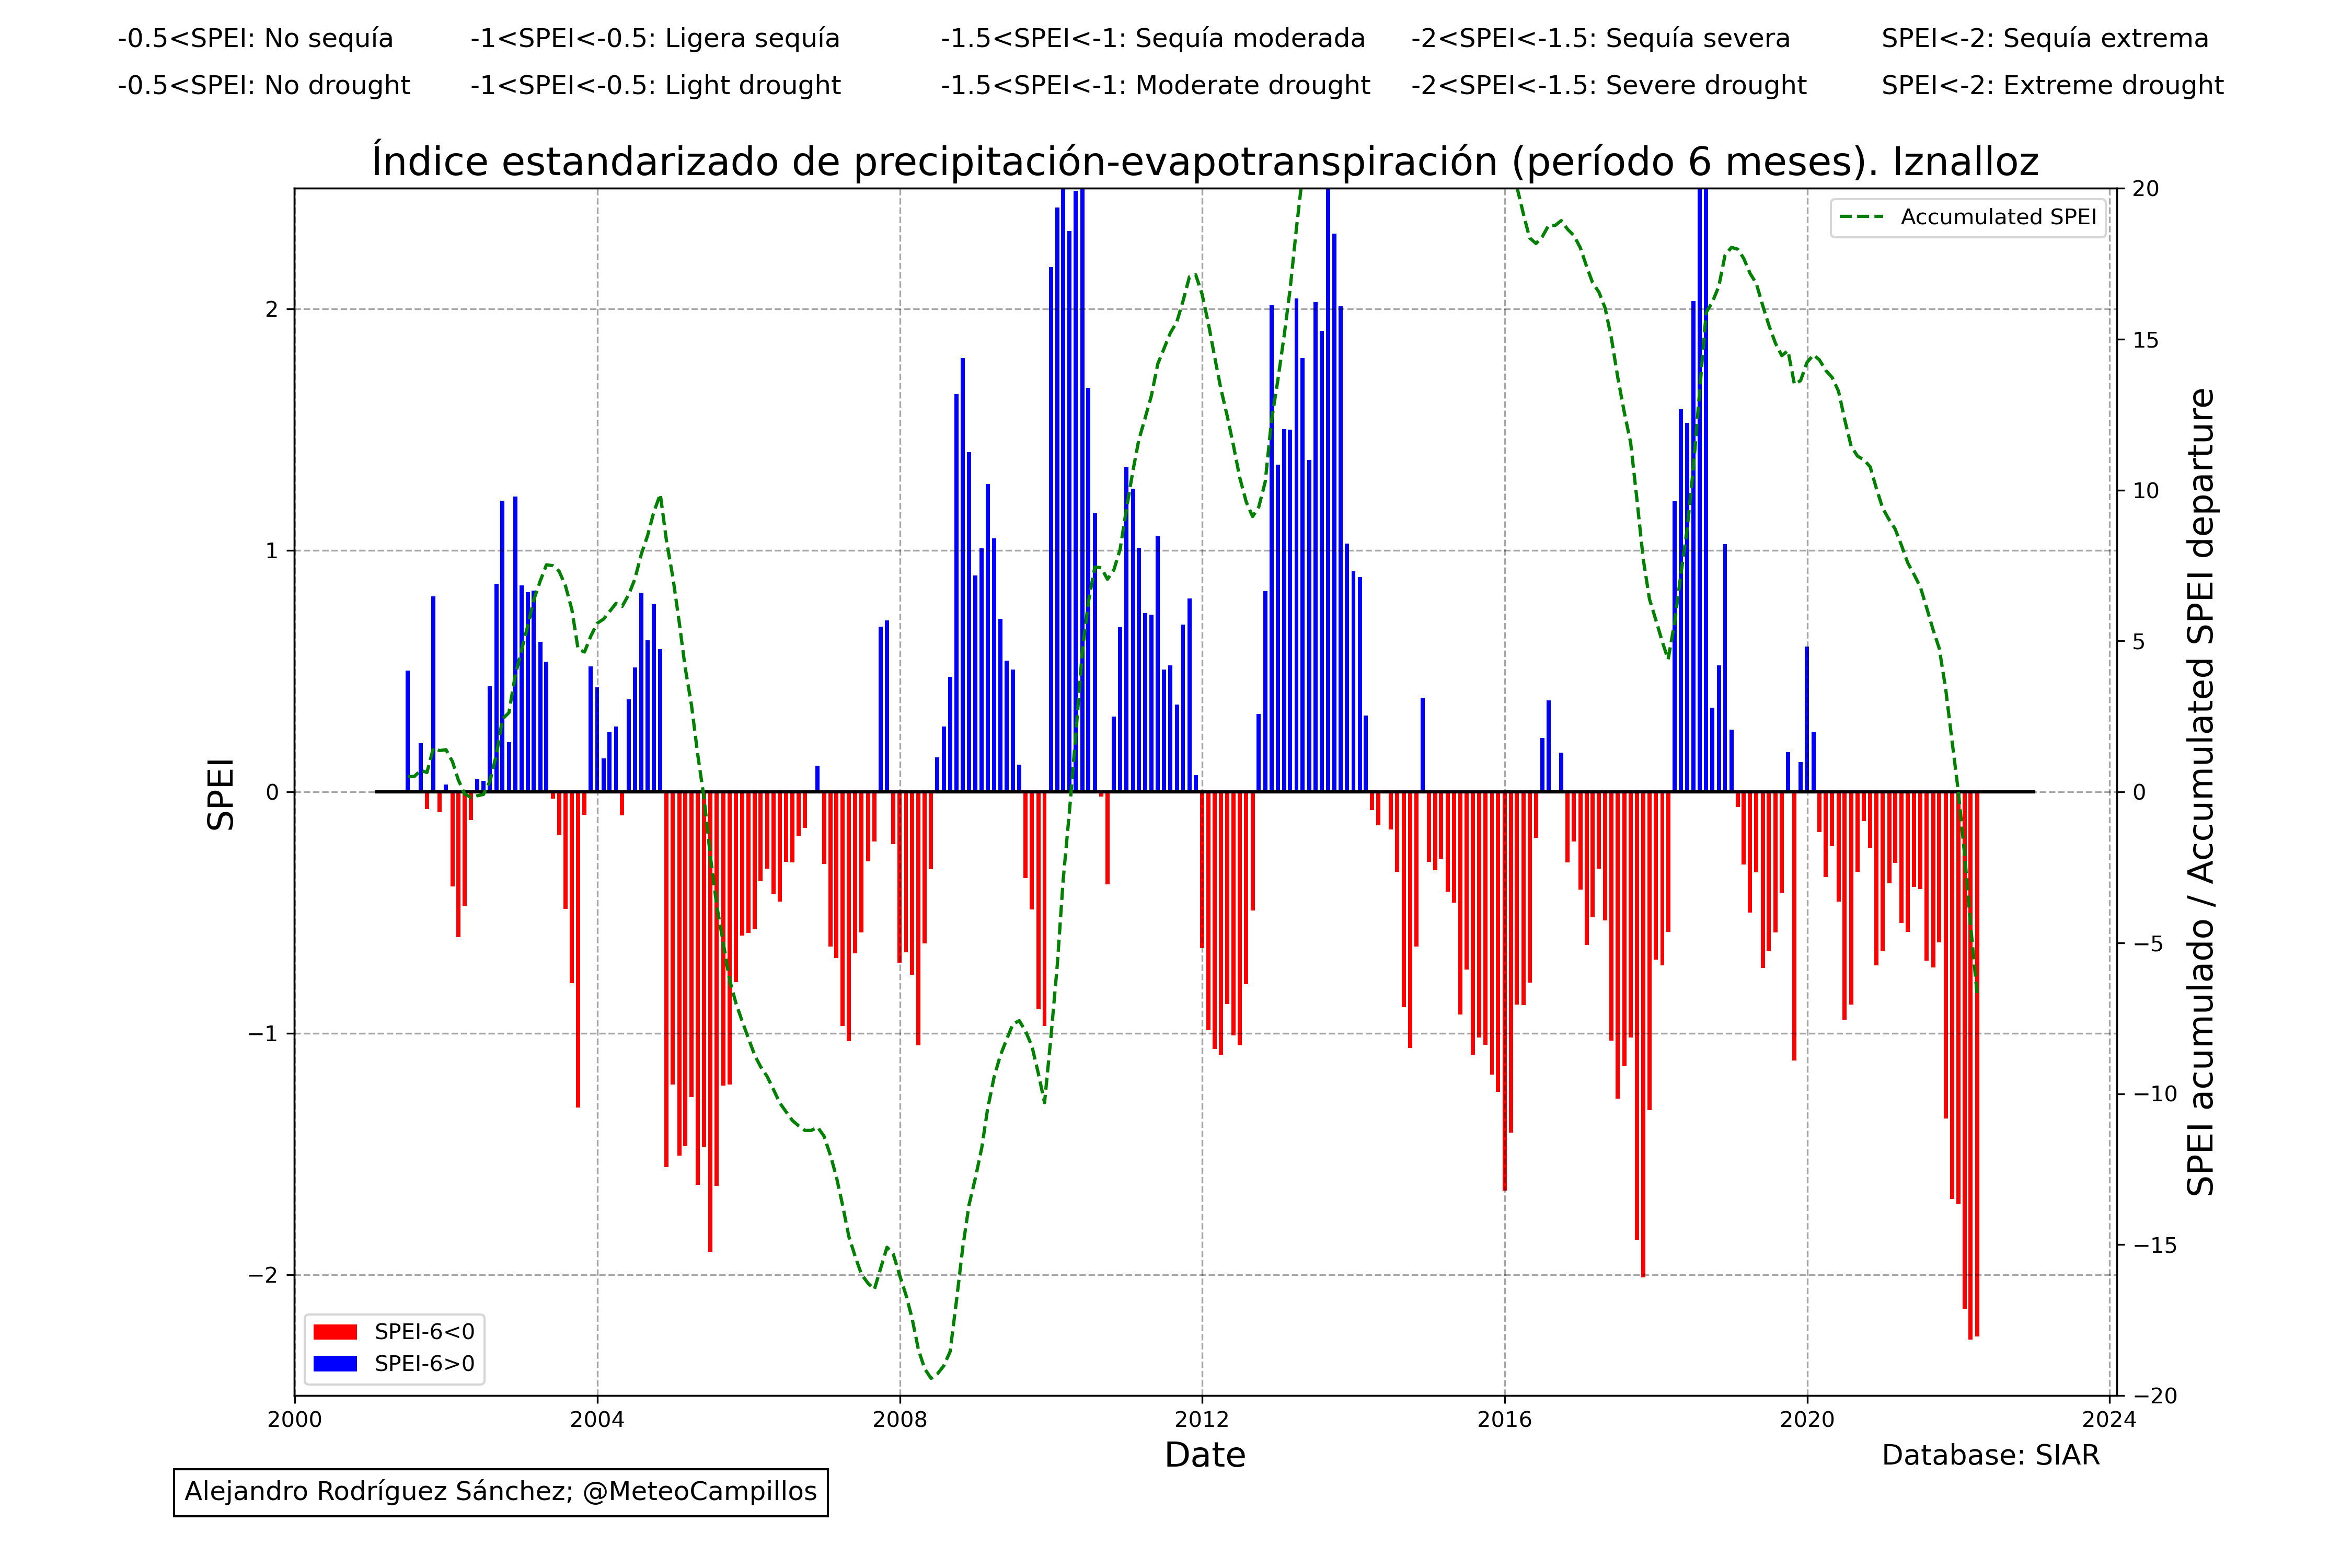 -0.5<SPEI: No sequía -1<SPEI<-0.5: Ligera sequía -1.5<SPEI<-1: Sequía moderada -2<SPEI<-1.5: Sequía severa SPEI<-2: Sequía extrema
-0.5<SPEI: No drought -1<SPEI<-0.5: Light drought -1.5<SPEI<-1: Moderate drought -2<SPEI<-1.5: Severe drought SPEI<-2: Extreme drought
Índice estandarizado de precipitación-evapotranspiración (período 6 meses). Iznalloz
Accumulated SPEI
2
1
0
−1
−2
SPEI
20
15
10
5
0
−5
−10
−15
−20
SPEI acumulado / Accumulated SPEI departure
SPEI-6<0
SPEI-6>0
2000 2004 2008 2012 2016 2020 2024
Date
Database: SIAR
Alejandro Rodríguez Sánchez; @MeteoCampillos